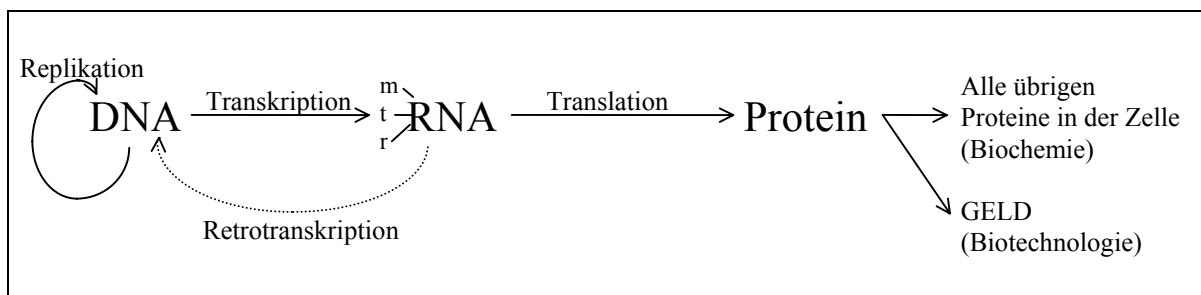 Replikation
DNA
Transkription
m
t
r
RNA
Translation
Protein
Alle übrigen
Proteine in der Zelle
(Biochemie)
Retrotranskription
GELD
(Biotechnologie)